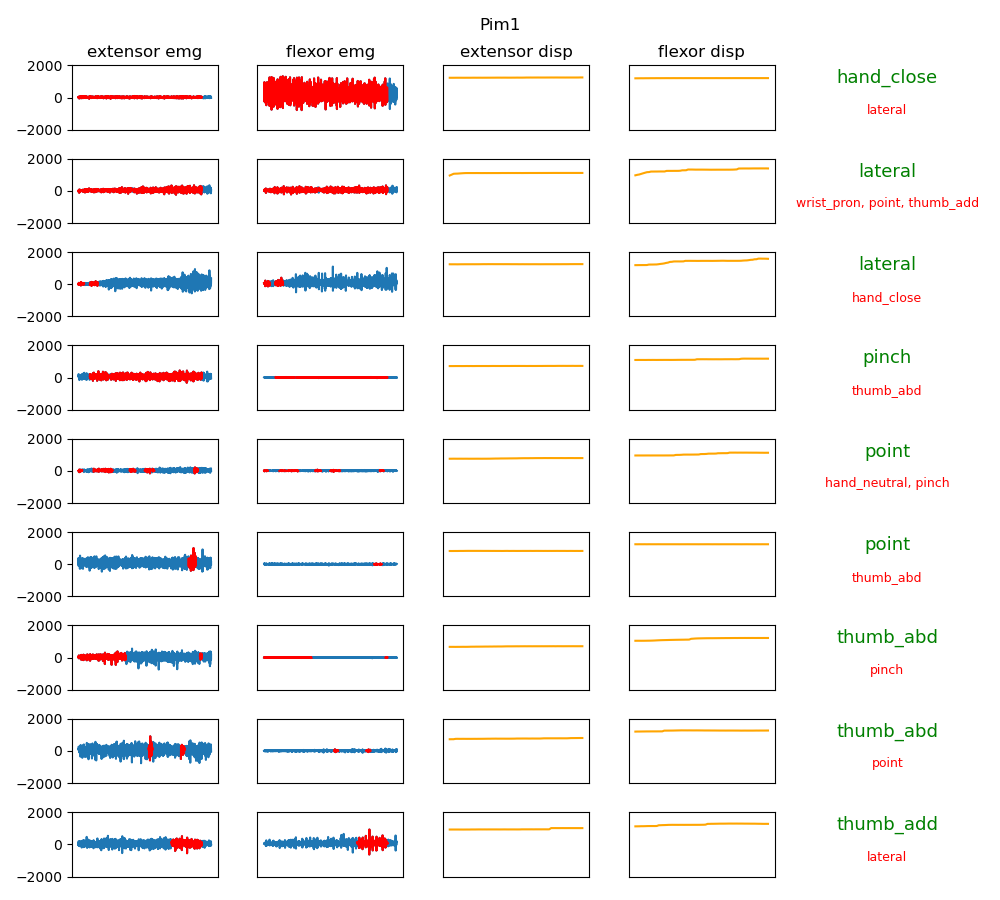 Pim1
extensor emg flexor emg extensor disp flexor disp
2000
0
−2000
hand_close
lateral
2000
0
−2000
lateral
wrist_pron, point, thumb_add
2000
0
−2000
lateral
hand_close
2000
0
−2000
pinch
thumb_abd
2000
0
−2000
point
hand_neutral, pinch
2000
0
−2000
point
thumb_abd
2000
0
−2000
thumb_abd
pinch
2000
0
−2000
thumb_abd
point
2000
0
−2000
thumb_add
lateral